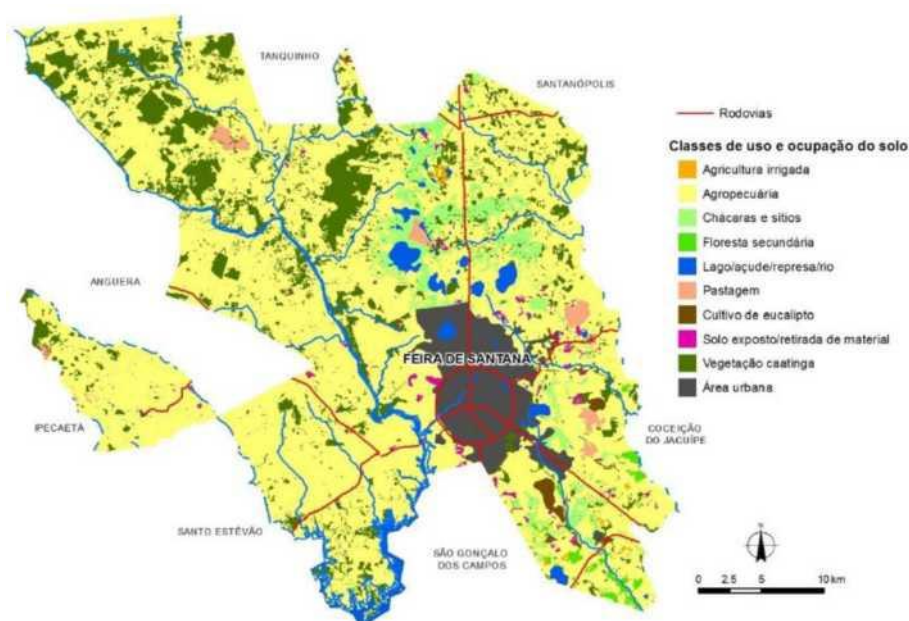 TANQUINHO
SANTANÓPOLIS
Rodovias
Classes de uso e ocupação do solo
Agricultura irrigada
Agropecuária
Chácaras e sítios
Floresta secundária
Lago/açude/represa/rio
Pastagem
Cultivo de eucalipto
Solo exposto/retirada de material
Vegetação caatinga
Área urbana
ANGUERA
FEIRA DE SANTANA
IPECAETÁ
COCEIÇÃO
DO JACUÍPE
SANTO ESTÊVÃO
SÃO GONÇALO
DOS CAMPOS
N
0 2.5 5 10 km